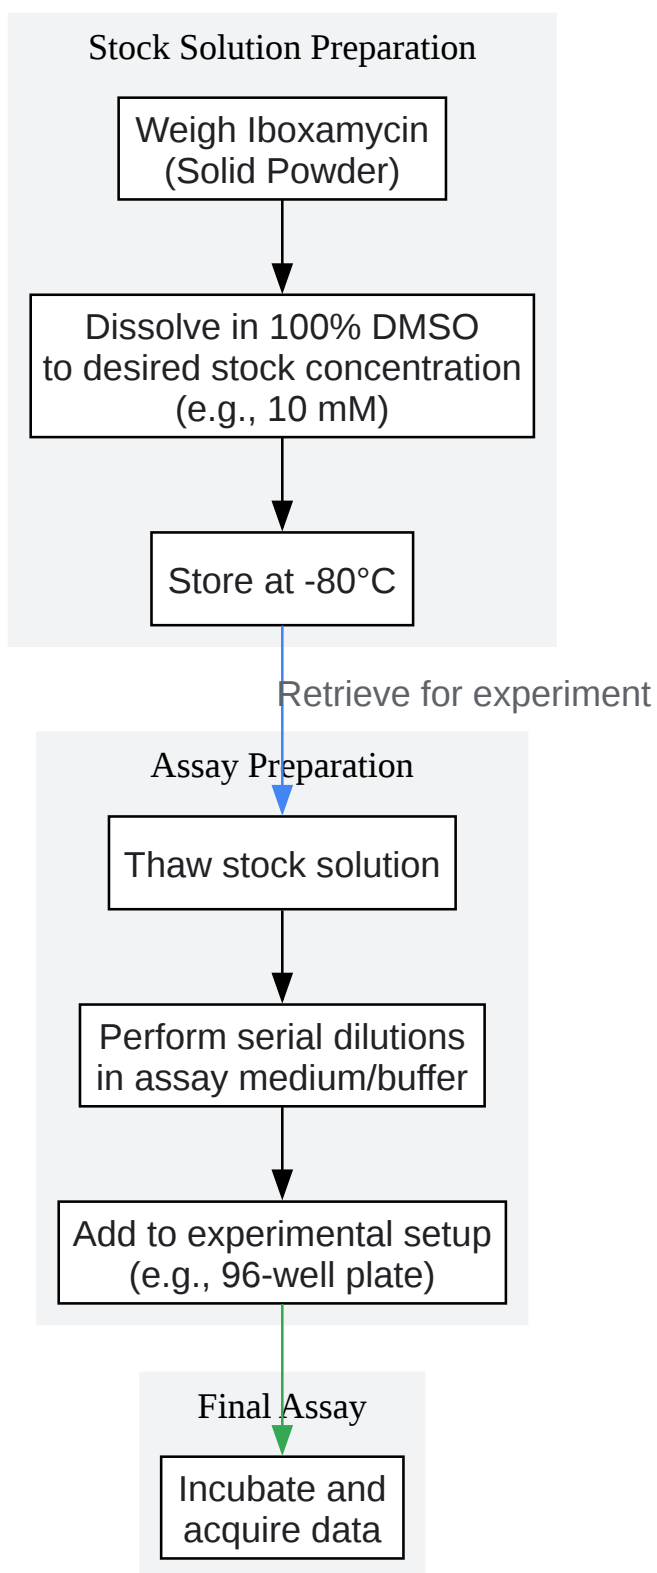 Stock Solution Preparation
Weigh Iboxamycin
(Solid Powder)
Dissolve in 100% DMSO
to desired stock concentration
(e.g., 10 mM)
Store at -80°C
Retrieve for experiment
Assay Preparation
Thaw stock solution
Perform serial dilutions
in assay medium/buffer
Add to experimental setup
(e.g., 96-well plate)
Final Assay
Incubate and
acquire data